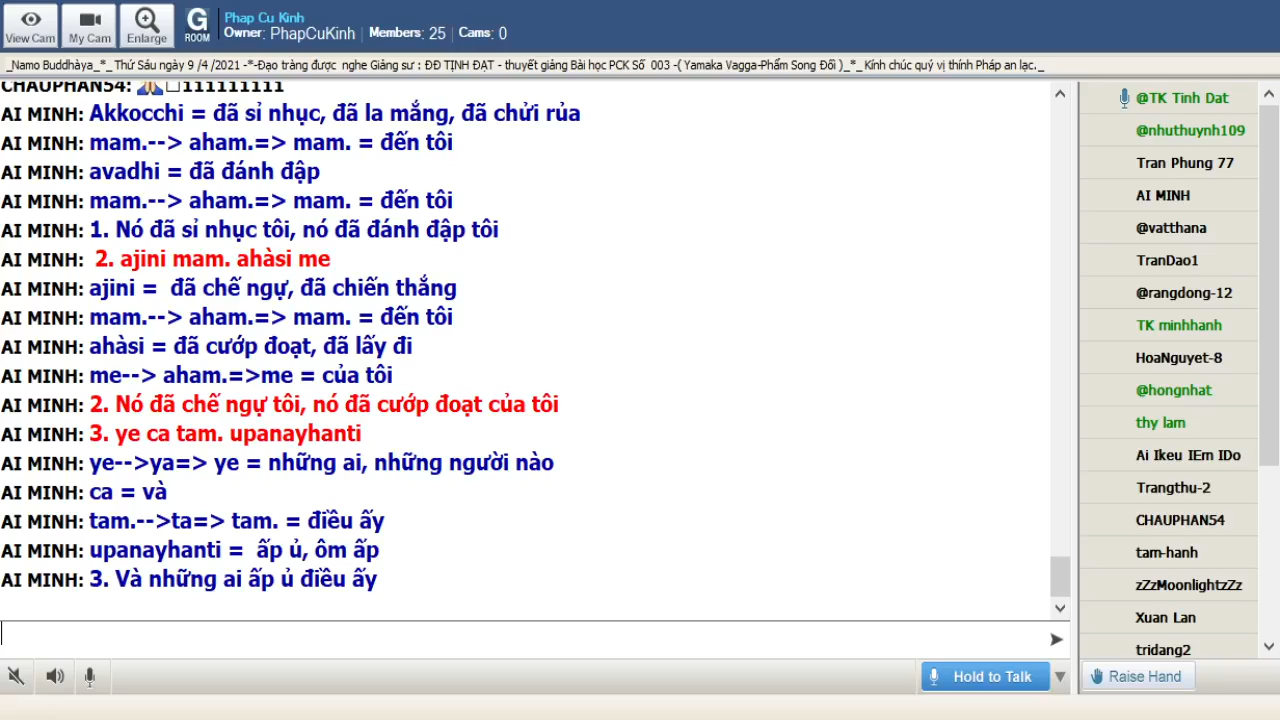 View Cam
My Cam
Enlarge
G
ROOM
Phap Cu Kinh
Owner: PhapCuKinh | Members: 25 | Cams: 0
_Namo Buddhàya_*_ Thứ Sáu ngày 9 /4 /2021 -*-Đạo tràng được nghe Giảng sư : ĐĐ TỊNH ĐẠT - thuyết giảng Bài học PCK Số 003 -( Yamaka Vagga-Phẩm Song Đối )_*_ Kính chúc quý vị thính Pháp an lạc._
CHAUPHAN54: 🙏□111111111
AI MINH: Akkocchi = đã sỉ nhục, đã la mắng, đã chửi rủa
AI MINH: mam.--> aham.=> mam. = đến tôi
AI MINH: avadhi = đã đánh đập
AI MINH: mam.--> aham.=> mam. = đến tôi
AI MINH: 1. Nó đã sỉ nhục tôi, nó đã đánh đập tôi
AI MINH: 2. ajini mam. ahàsi me
AI MINH: ajini = đã chế ngự, đã chiến thắng
AI MINH: mam.--> aham.=> mam. = đến tôi
AI MINH: ahàsi = đã cướp đoạt, đã lấy đi
AI MINH: me--> aham.=>me = của tôi
AI MINH: 2. Nó đã chế ngự tôi, nó đã cướp đoạt của tôi
AI MINH: 3. ye ca tam. upanayhanti
AI MINH: ye-->ya=> ye = những ai, những người nào
AI MINH: ca = và
AI MINH: tam.-->ta=> tam. = điều ấy
AI MINH: upanayhanti = ấp ủ, ôm ấp
AI MINH: 3. Và những ai ấp ủ điều ấy
@TK Tinh Dat
@nhuthuynh109
Tran Phung 77
AI MINH
@vatthana
TranDao1
@rangdong-12
TK minhhanh
HoaNguyet-8
@hongnhat
thy lam
Ai Ikeu IEm IDo
Trangthu-2
CHAUPHAN54
tam-hanh
zZzMoonlightzZz
Xuan Lan
tridang2
Hold to Talk
Raise Hand